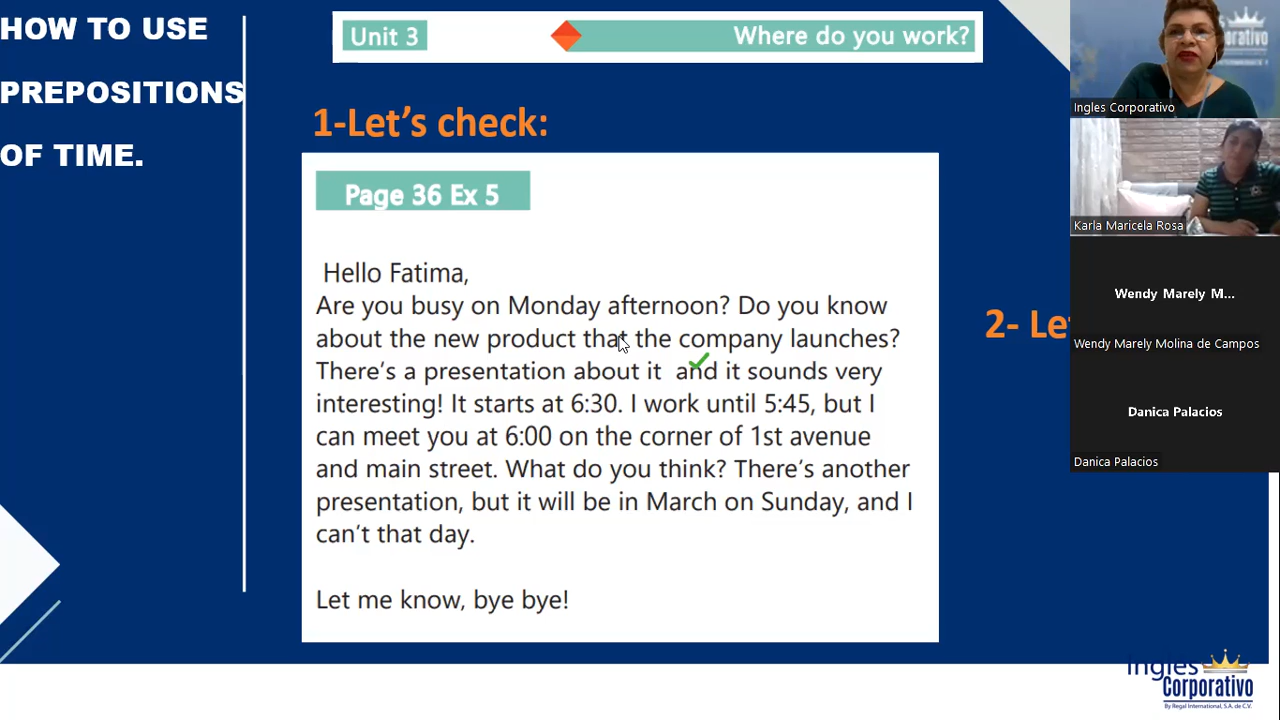 HOW TO USE
PREPOSITIONS
OF TIME.
Unit 3
Where do you work?
1-Let's check:
Page 36 Ex 5
Hello Fatima,
Are you busy on Monday afternoon? Do you know
about the new product that the company launches?
There's a presentation about it and it sounds very
interesting! It starts at 6:30. I work until 5:45, but I
can meet you at 6:00 on the corner of 1st avenue
and main street. What do you think? There's another
presentation, but it will be in March on Sunday, and I
can't that day.
Let me know, bye bye!
2- Le
Ingles Corporativo
Karla Maricela Rosa
Wendy Marely M...
Wendy Marely Molina de Campos
Danica Palacios
Danica Palacios
Ingles
Corporativo
By Regal International, S.A. de C.V.